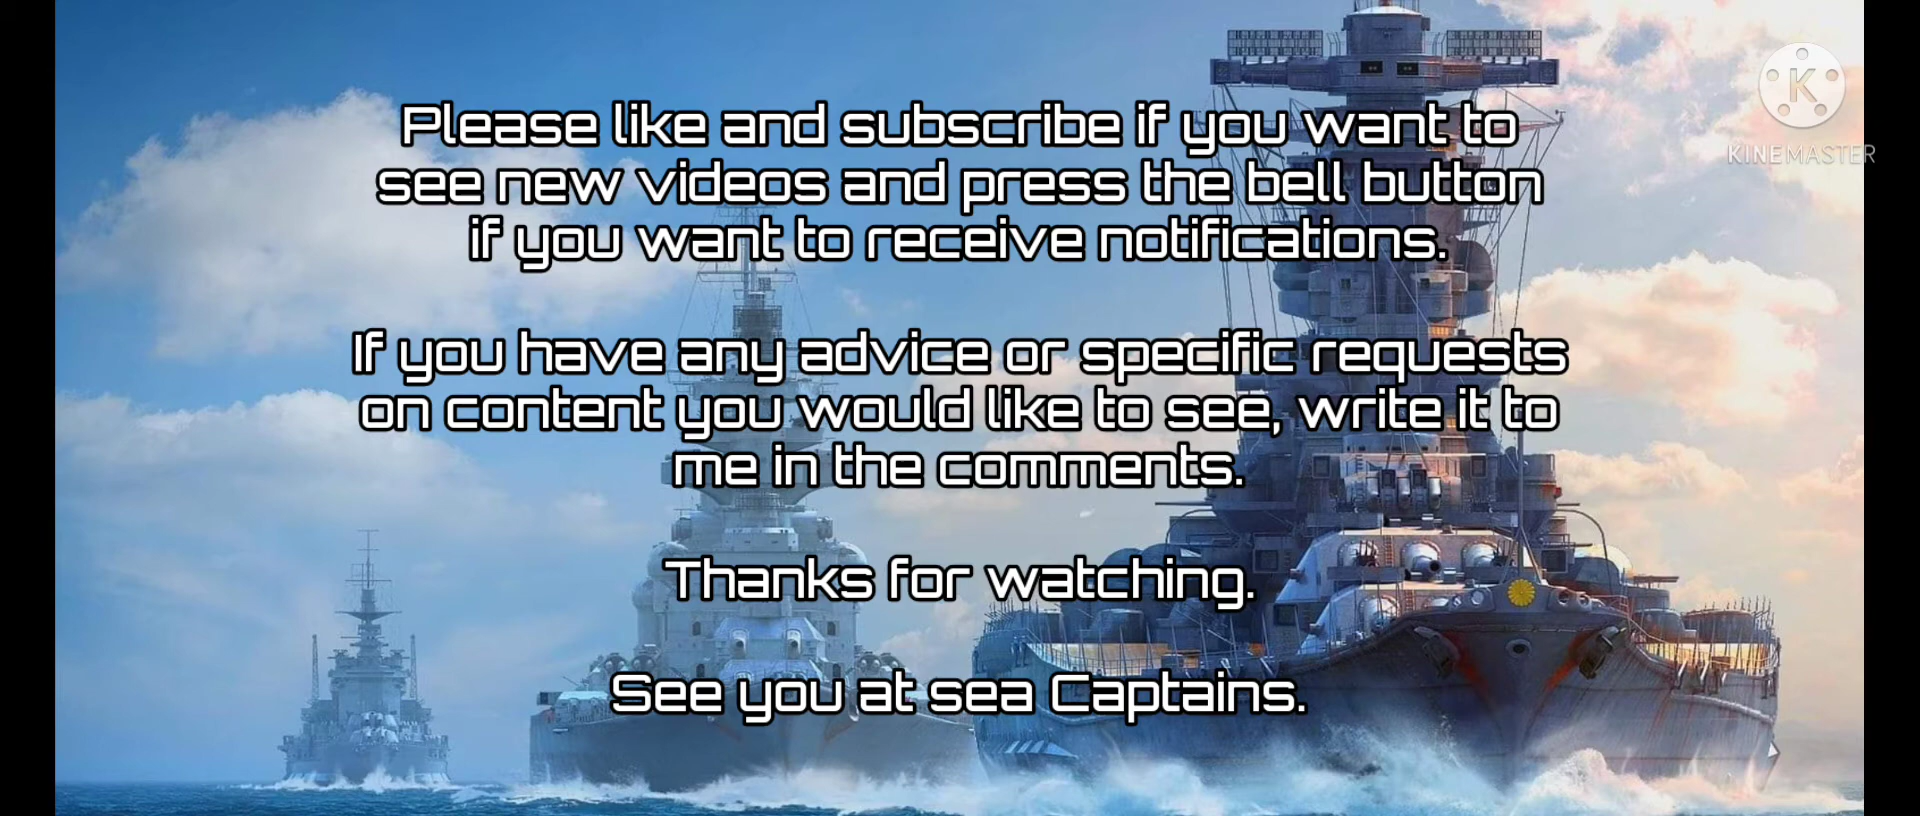 Please like and subscribe if you want to
see new videos and press the bell button
if you want to receive notifications.
If you have any advice or specific requests
on content you would like to see, write it to
me in the comments.
Thanks for watching.
See you at sea Captains.
K
KINEMASTER